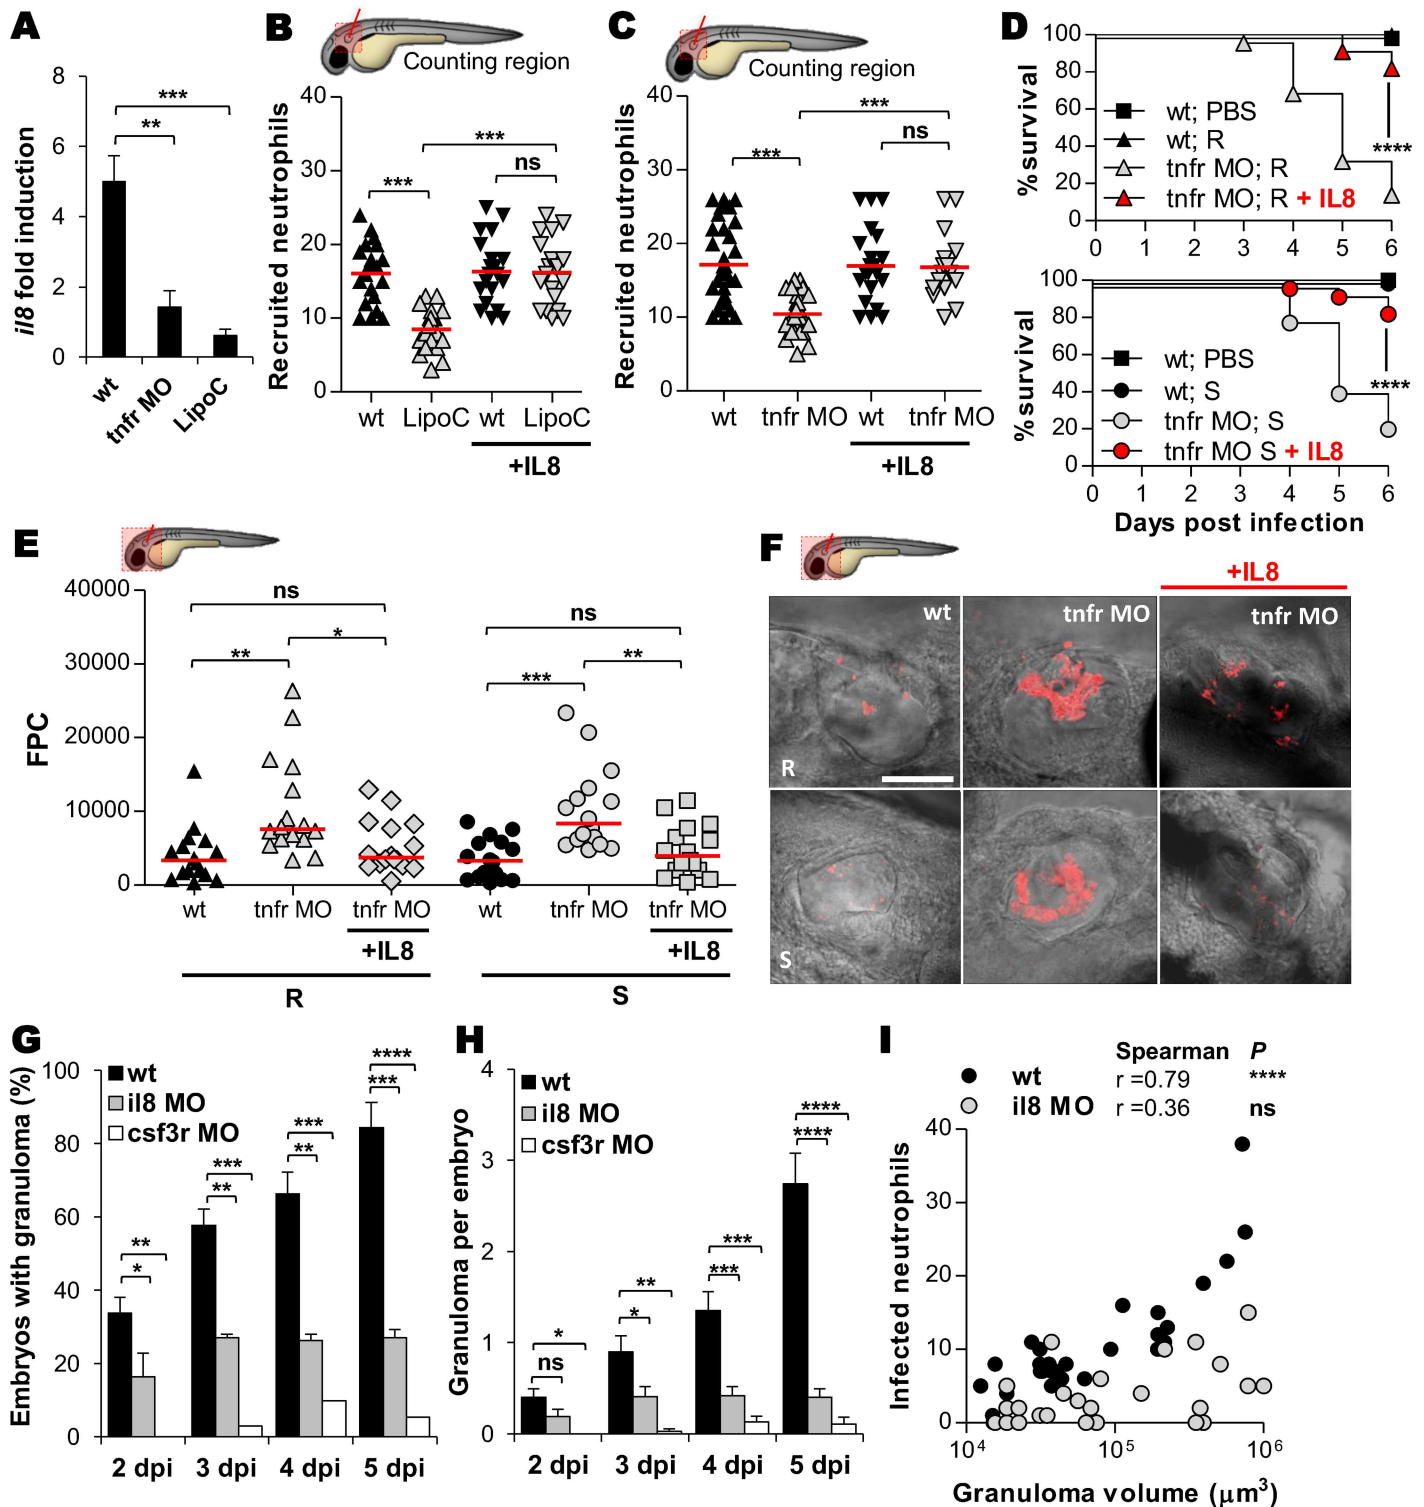 A
8
6
4
2
0
il8 fold induction
***
**
wt
tnfr MO
LipoC
B
Counting region
Recruited neutrophils
40
30
20
10
0
***
***
ns
wt LipoC wt LipoC
+IL8
C
Counting region
Recruited neutrophils
40
30
20
10
0
***
***
ns
wt tnfr MO wt tnfr MO
+IL8
D
%survival
100
80
60
40
20
0
wt; PBS
wt; R
tnfr MO; R
tnfr MO; R + IL8
****
0 1 2 3 4 5 6
%survival
100
80
60
40
20
0
wt; PBS
wt; S
tnfr MO; S
tnfr MO S + IL8
****
0 1 2 3 4 5 6
Days post infection
E
FPC
40000
30000
20000
10000
0
ns
**
*
ns
***
**
wt tnfr MO tnfr MO wt tnfr MO tnfr MO
+IL8 +IL8
R S
F
+IL8
wt tnfr MO tnfr MO
R
S
G
Embryos with granuloma (%)
100
80
60
40
20
0
wt
il8 MO
csf3r MO
**
*
***
**
***
**
****
***
2 dpi 3 dpi 4 dpi 5 dpi
H
Granuloma per embryo
4
3
2
1
0
wt
il8 MO
csf3r MO
*
ns
**
*
***
***
****
****
2 dpi 3 dpi 4 dpi 5 dpi
I
Spearman P
wt r =0.79 ****
il8 MO r =0.36 ns
Infected neutrophils
40
30
20
10
0
10⁴ 10⁵ 10⁶
Granuloma volume (μm³)